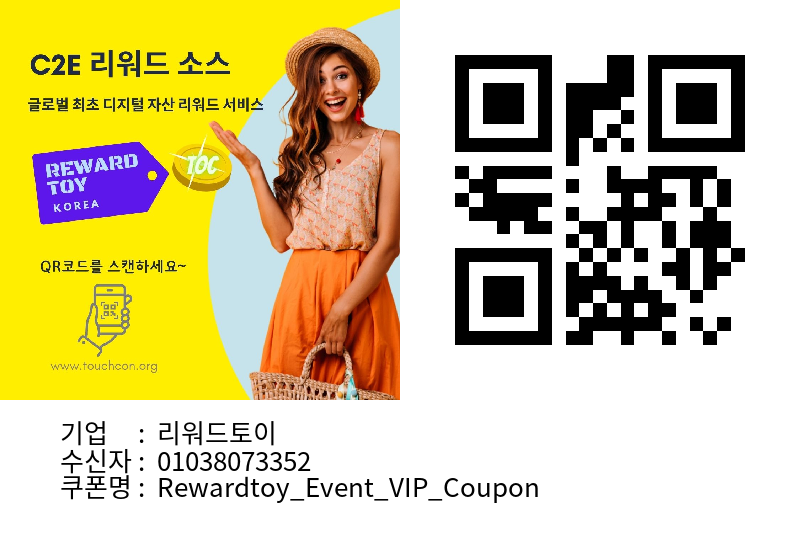 C2E 리워드 소스
글로벌 최초 디지털 자산 리워드 서비스
REWARD
TOY
KOREA
TOC
QR코드를 스캔하세요~
www.touchcon.org
기업 : 리워드토이
수신자 : 01038073352
쿠폰명 : Rewardtoy_Event_VIP_Coupon